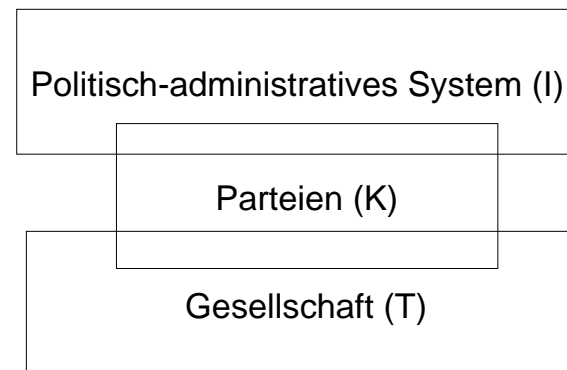 Politisch-administratives System (I)
Parteien (K)
Gesellschaft (T)